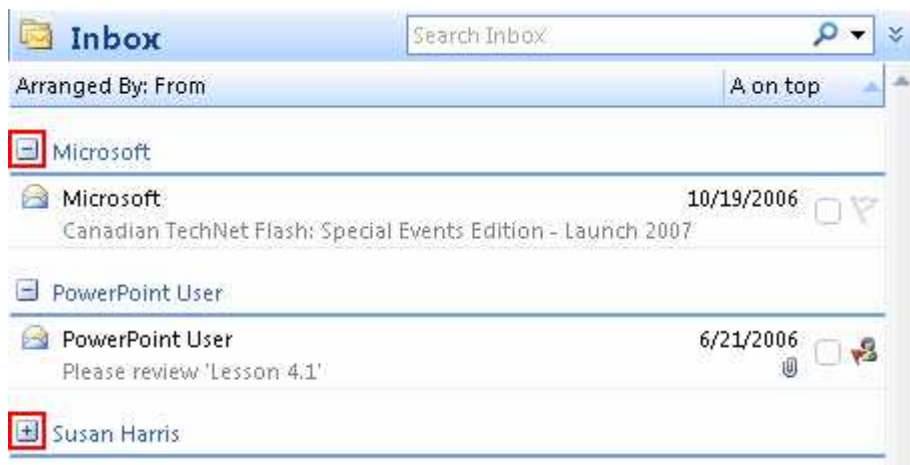 Inbox Search Inbox
Arranged By: From A on top
Microsoft
Microsoft 10/19/2006
Canadian TechNet Flash: Special Events Edition - Launch 2007
PowerPoint User
PowerPoint User 6/21/2006
Please review 'Lesson 4.1'
Susan Harris